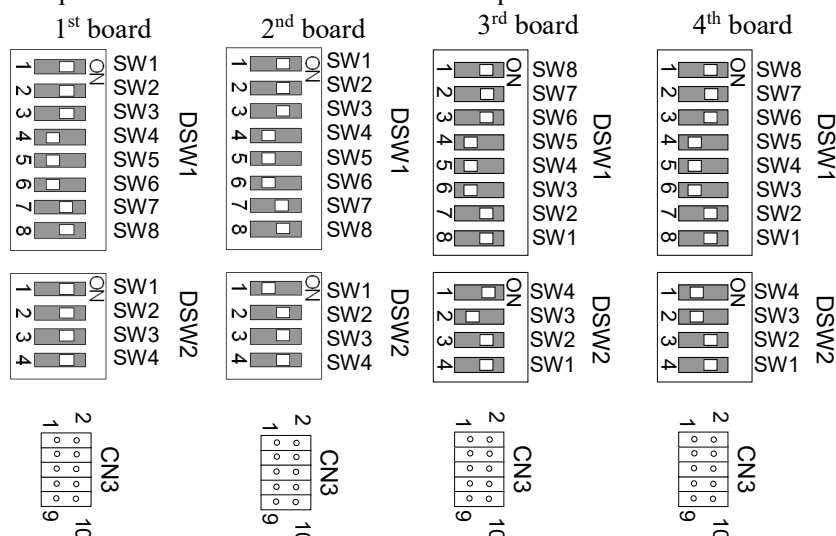 1st board
2nd board
3rd board
4th board
1 ON SW1
2 SW2
3 SW3
4 SW4
5 SW5
6 SW6
7 SW7
8 SW8
DSW1
1 ON SW1
2 SW2
3 SW3
4 SW4
5 SW5
6 SW6
7 SW7
8 SW8
DSW1
1 ON SW8
2 SW7
3 SW6
4 SW5
5 SW4
6 SW3
7 SW2
8 SW1
DSW1
1 ON SW8
2 SW7
3 SW6
4 SW5
5 SW4
6 SW3
7 SW2
8 SW1
DSW1
1 ON SW1
2 SW2
3 SW3
4 SW4
DSW2
1 ON SW1
2 SW2
3 SW3
4 SW4
DSW2
1 ON SW4
2 SW3
3 SW2
4 SW1
DSW2
1 ON SW4
2 SW3
3 SW2
4 SW1
DSW2
1 2
CN3
9 10
1 2
CN3
9 10
1 2
CN3
9 10
1 2
CN3
9 10